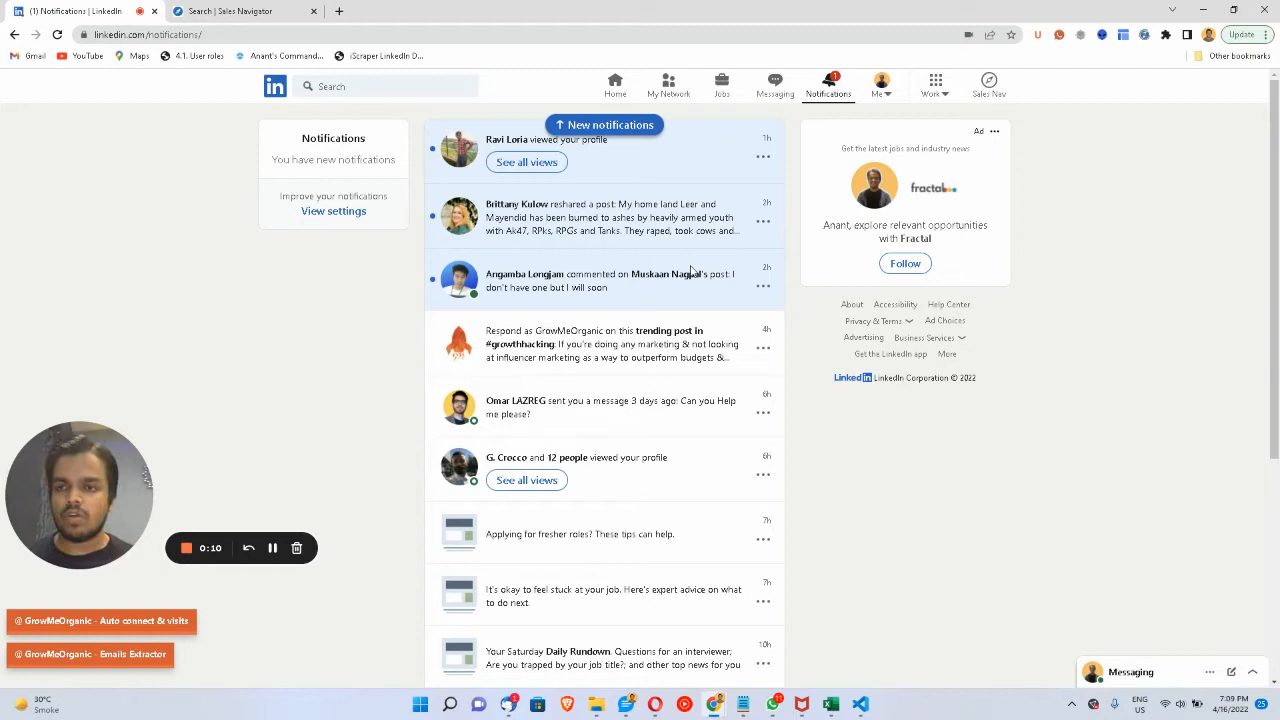 (1) Notifications | LinkedIn
Search | Sales Navigator
linkedin.com/notifications/
Update
Gmail
YouTube
Maps
4.1. User roles
Anant's Command...
iScraper LinkedIn D...
Other bookmarks
in
Search
Home
My Network
Jobs
Messaging
1
Notifications
Me
Work
Sales Nav
Notifications
You have new notifications
Improve your notifications
View settings
↑ New notifications
Ravi Loria viewed your profile
1h
See all views
Brittany Kulow reshared a post: My home land Leer and
Mayendid has been burned to ashes by heavily armed youth
with Ak47, RPks, RPGs and Tanks. They raped, took cows and...
2h
Angamba Longjam commented on Muskaan Nagpal's post: I
don't have one but I will soon
2h
Respond as GrowMeOrganic on this trending post in
#growthhacking: If you're doing any marketing & not looking
at influencer marketing as a way to outperform budgets &...
4h
Omar LAZREG sent you a message 3 days ago: Can you Help
me please?
6h
G. Crocco and 12 people viewed your profile
6h
See all views
Applying for fresher roles? These tips can help.
7h
It's okay to feel stuck at your job. Here's expert advice on what
to do next.
7h
Your Saturday Daily Rundown. Questions for an interviewer;
Are you trapped by your job title?; and other top news for you
10h
Ad
Get the latest jobs and industry news
fractal
Anant, explore relevant opportunities
with Fractal
Follow
About Accessibility Help Center
Privacy & Terms Ad Choices
Advertising Business Services
Get the LinkedIn app More
LinkedIn LinkedIn Corporation © 2022
0:10
@ GrowMeOrganic - Auto connect & visits
@ GrowMeOrganic - Emails Extractor
Messaging
30°C
Smoke
1
11
ENG
US
7:09 PM
4/16/2022
25